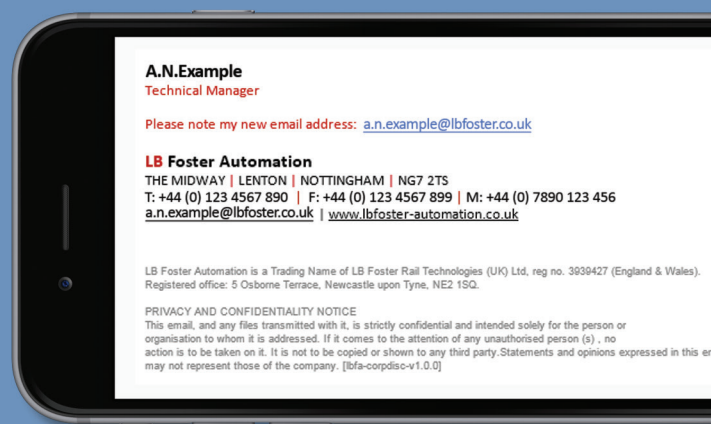 A.N.Example
Technical Manager
Please note my new email address: a.n.example@lbfoster.co.uk
LB Foster Automation
THE MIDWAY | LENTON | NOTTINGHAM | NG7 2TS
T: +44 (0) 123 4567 890 | F: +44 (0) 123 4567 899 | M: +44 (0) 7890 123 456
a.n.example@lbfoster.co.uk | www.lbfoster-automation.co.uk
LB Foster Automation is a Trading Name of LB Foster Rail Technologies (UK) Ltd, reg no. 3939427 (England & Wales).
Registered office: 5 Osborne Terrace, Newcastle upon Tyne, NE2 1SQ.
PRIVACY AND CONFIDENTIALITY NOTICE
This email, and any files transmitted with it, is strictly confidential and intended solely for the person or
organisation to whom it is addressed. If it comes to the attention of any unauthorised person (s) , no
action is to be taken on it. It is not to be copied or shown to any third party.Statements and opinions expressed in this
may not represent those of the company. [lbfa-corpdisc-v1.0.0]